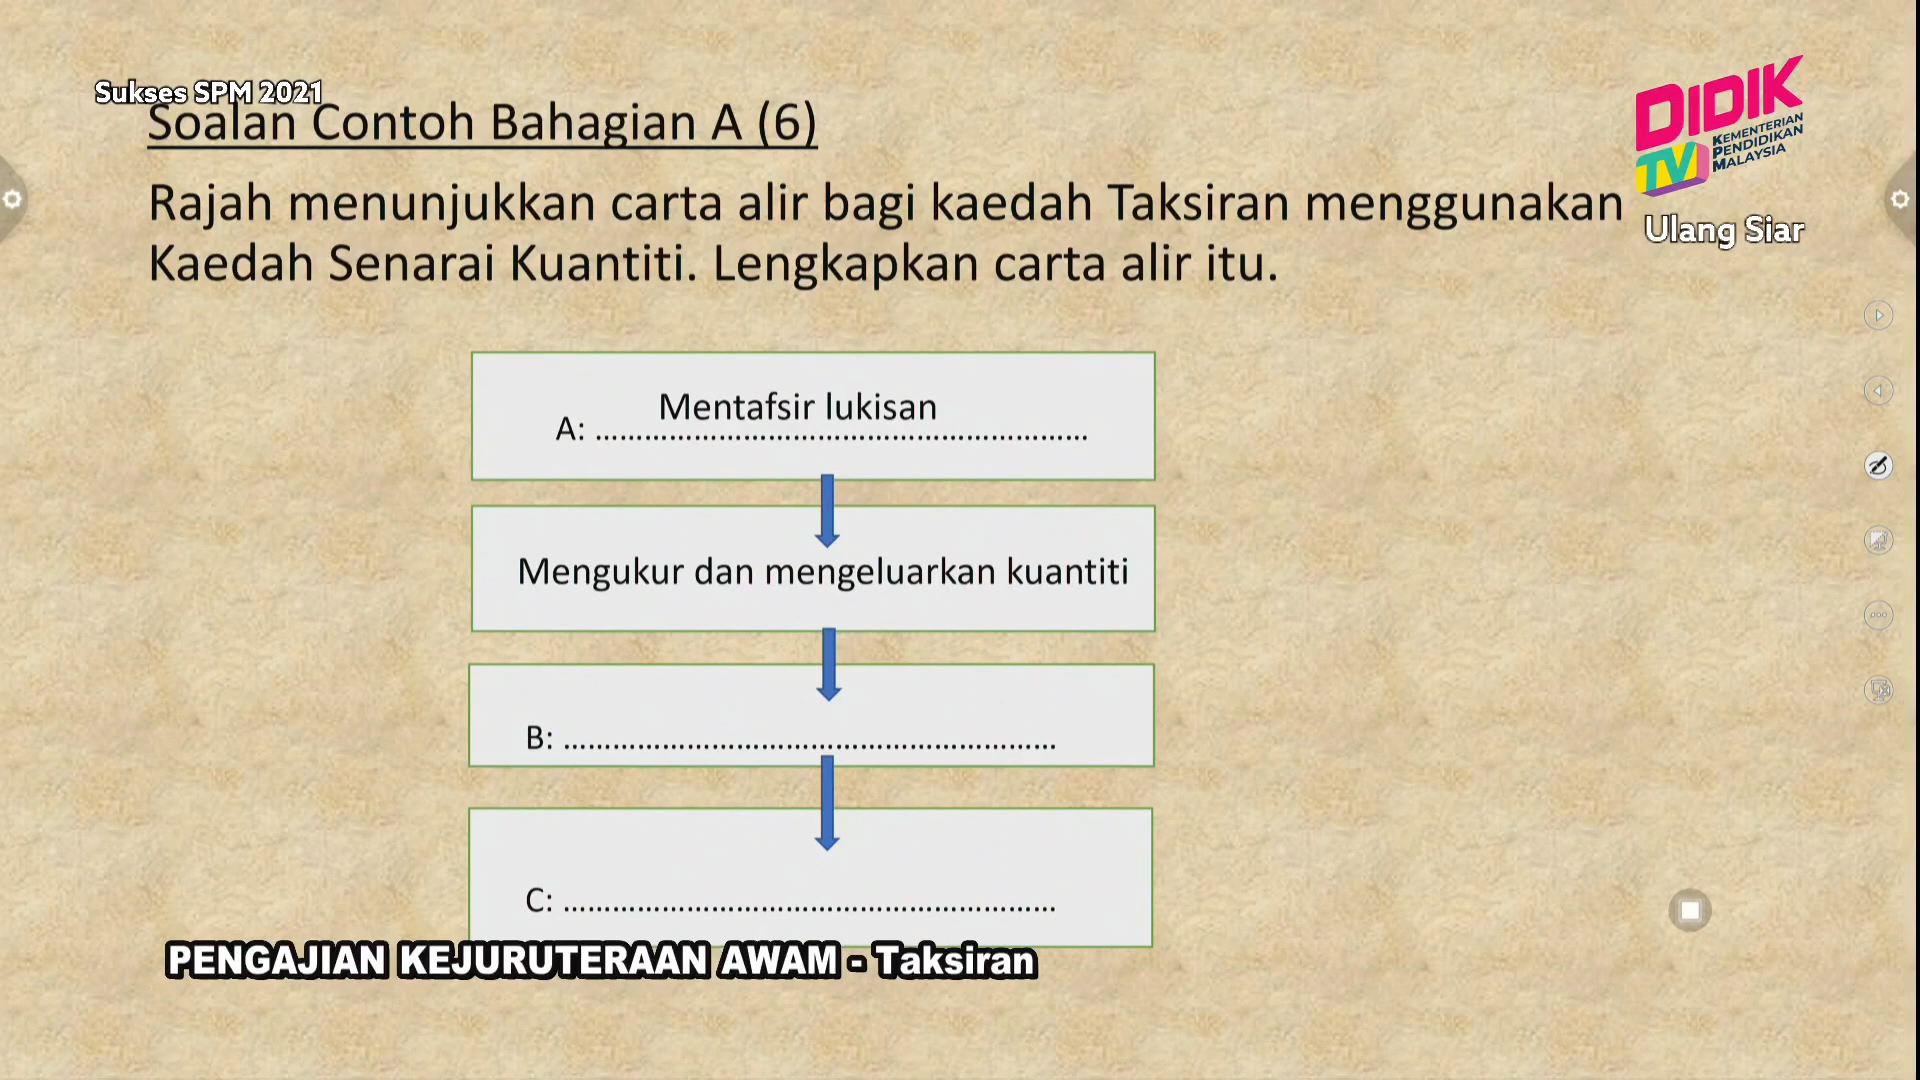 Sukses SPM 2021
Soalan Contoh Bahagian A (6)
DIDIK
TV
KEMENTERIAN
PENDIDIKAN
MALAYSIA
Ulang Siar
Rajah menunjukkan carta alir bagi kaedah Taksiran menggunakan
Kaedah Senarai Kuantiti. Lengkapkan carta alir itu.
Mentafsir lukisan
A: ............................................................
Mengukur dan mengeluarkan kuantiti
B: ............................................................
C: ............................................................
PENGAJIAN KEJURUTERAAN AWAM - Taksiran